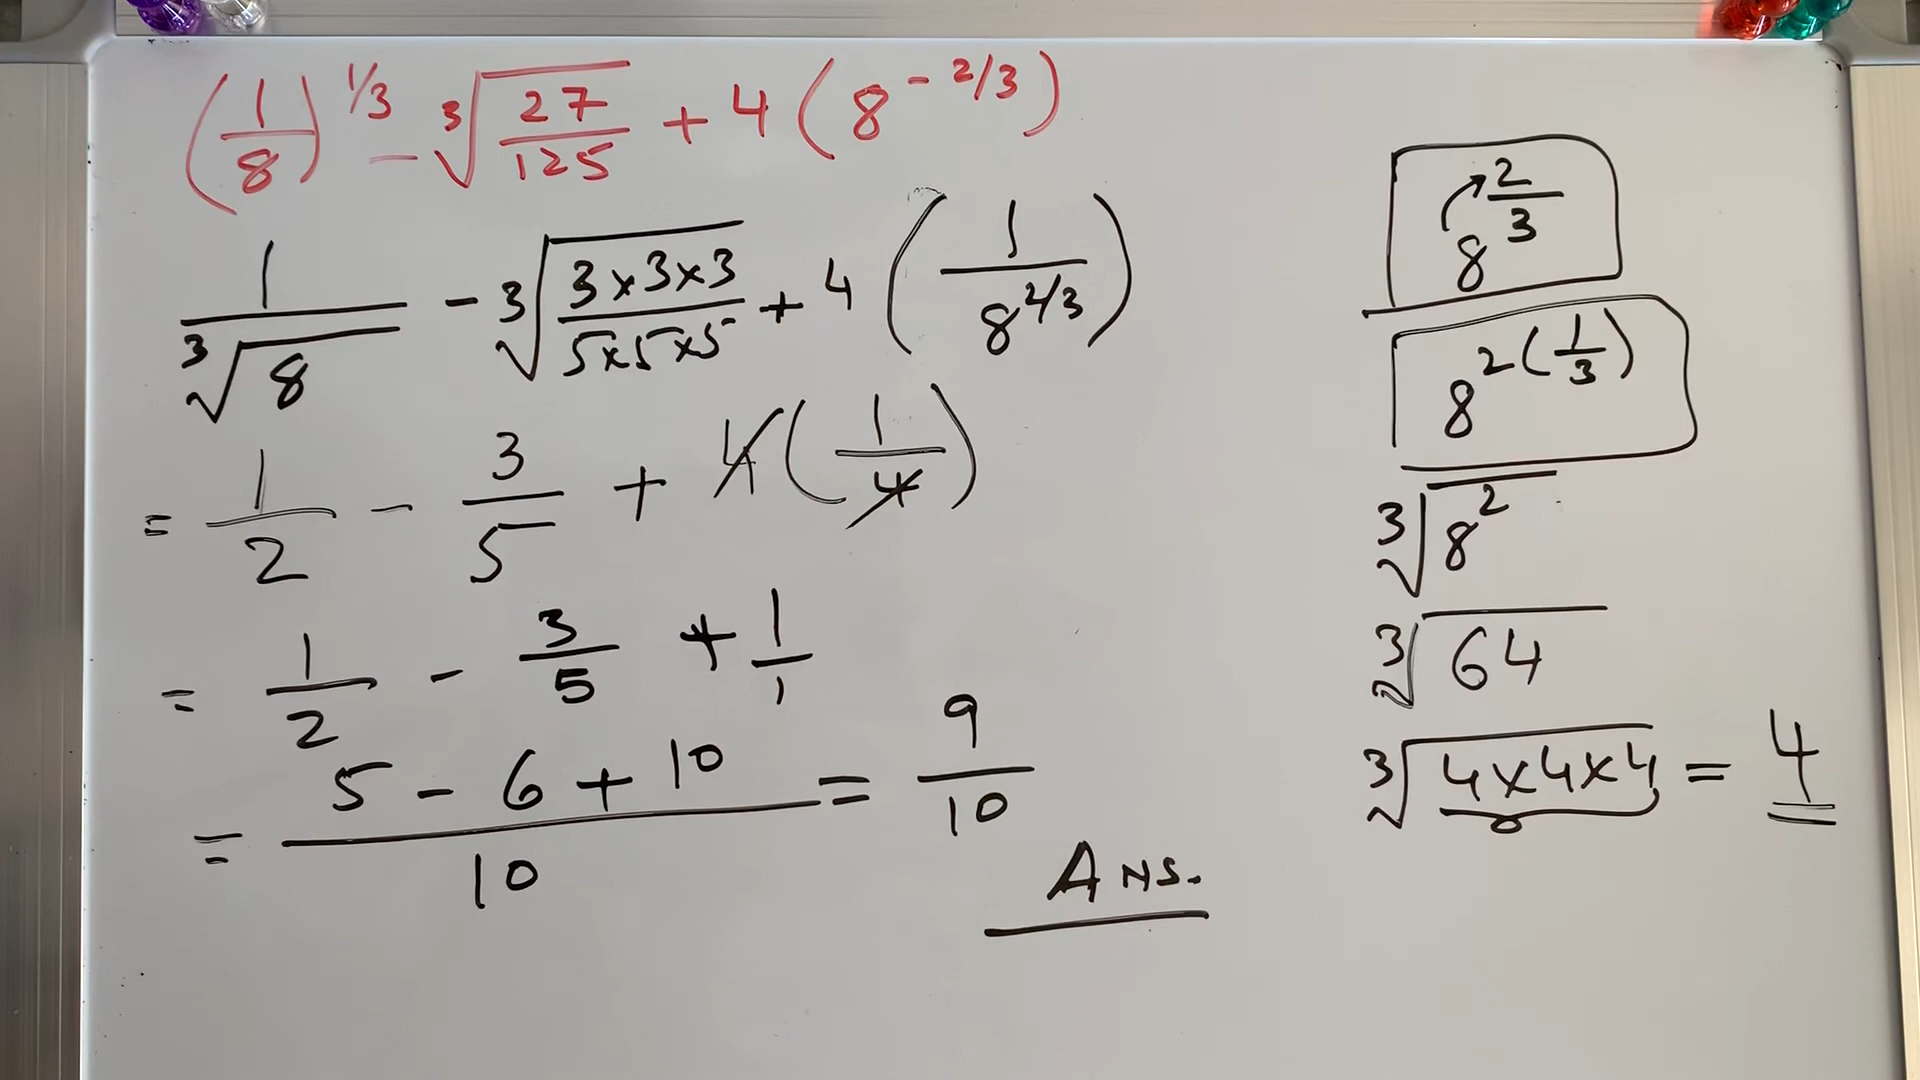 (1/8)^1/3 - ³√(27/125) + 4(8^-2/3)
1/³√8 - ³√(3×3×3/5×5×5) + 4(1/8^2/3)
= 1/2 - 3/5 + 4(1/4)
= 1/2 - 3/5 + 1/1
= 5 - 6 + 10/10 = 9/10
Ans.
8^2/3
8^2(1/3)
³√8²
³√64
³√4×4×4 = 4